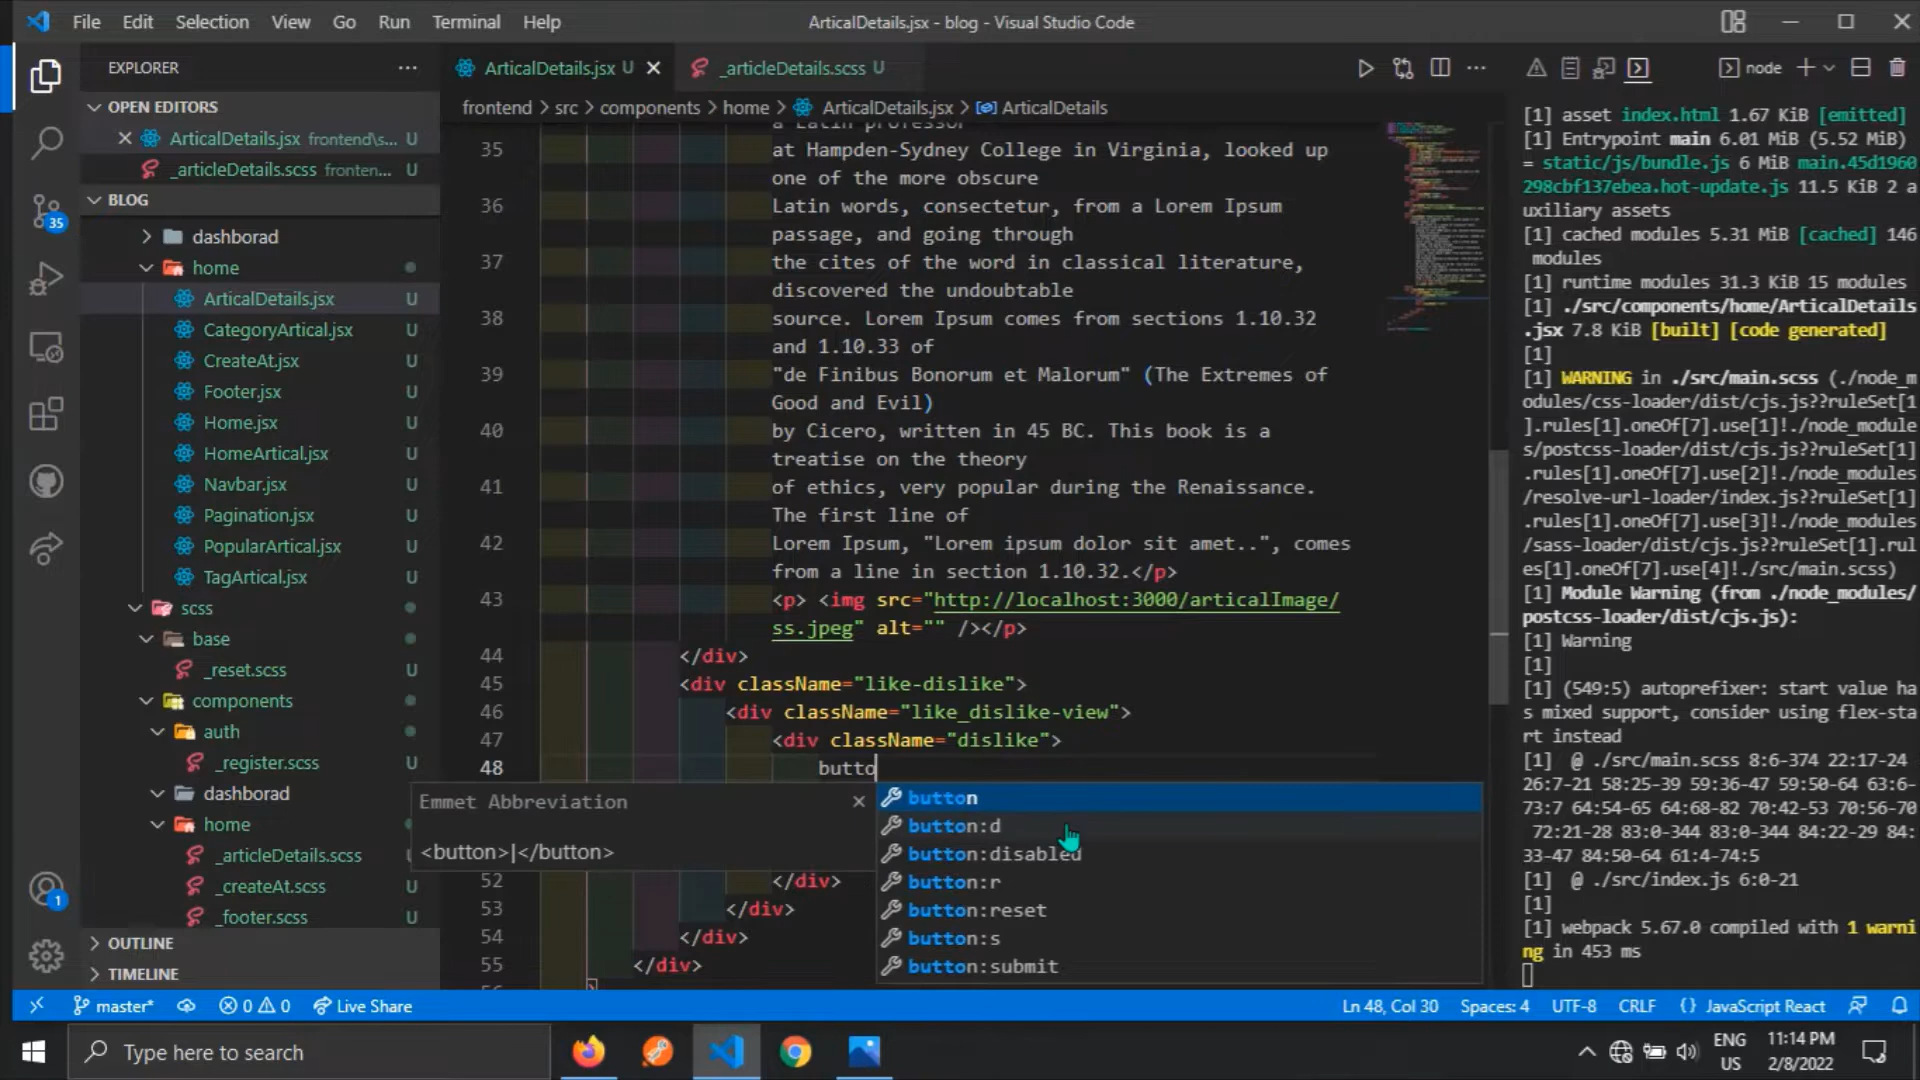 File Edit Selection View Go Run Terminal Help
ArticalDetails.jsx - blog - Visual Studio Code
EXPLORER
OPEN EDITORS
ArticalDetails.jsx frontend\s... U
_articleDetails.scss fronten... U
BLOG
dashborad
home
ArticalDetails.jsx U
CategoryArtical.jsx U
CreateAt.jsx U
Footer.jsx U
Home.jsx U
HomeArtical.jsx U
Navbar.jsx U
Pagination.jsx U
PopularArtical.jsx U
TagArtical.jsx U
scss
base
_reset.scss U
components
auth
_register.scss U
dashborad
home
_articleDetails.scss
_createAt.scss U
_footer.scss U
OUTLINE
TIMELINE
35
1
ArticalDetails.jsx U
_articleDetails.scss U
frontend > src > components > home > ArticalDetails.jsx > ArticalDetails
a Latin professor
35 at Hampden-Sydney College in Virginia, looked up
one of the more obscure
36 Latin words, consectetur, from a Lorem Ipsum
passage, and going through
37 the cites of the word in classical literature,
discovered the undoubtable
38 source. Lorem Ipsum comes from sections 1.10.32
and 1.10.33 of
39 "de Finibus Bonorum et Malorum" (The Extremes of
Good and Evil)
40 by Cicero, written in 45 BC. This book is a
treatise on the theory
41 of ethics, very popular during the Renaissance.
The first line of
42 Lorem Ipsum, "Lorem ipsum dolor sit amet..", comes
from a line in section 1.10.32.</p>
43 <p> <img src="http://localhost:3000/articalImage/
ss.jpeg" alt="" /></p>
44 </div>
45 <div className="like-dislike">
46 <div className="like_dislike-view">
47 <div className="dislike">
48 butto
Emmet Abbreviation
<button>|</button>
button
button:d
button:disabled
button:r
button:reset
button:s
button:submit
52 </div>
53 </div>
54 </div>
55 </div>
node
[1] asset index.html 1.67 KiB [emitted]
[1] Entrypoint main 6.01 MiB (5.52 MiB)
= static/js/bundle.js 6 MiB main.45d1960
298cbf137ebea.hot-update.js 11.5 KiB 2 a
uxiliary assets
[1] cached modules 5.31 MiB [cached] 146
modules
[1] runtime modules 31.3 KiB 15 modules
[1] ./src/components/home/ArticalDetails
.jsx 7.8 KiB [built] [code generated]
[1]
[1] WARNING in ./src/main.scss (./node_m
odules/css-loader/dist/cjs.js??ruleSet[1
].rules[1].oneOf[7].use[1]!./node_module
s/postcss-loader/dist/cjs.js??ruleSet[1]
.rules[1].oneOf[7].use[2]!./node_modules
/resolve-url-loader/index.js??ruleSet[1]
.rules[1].oneOf[7].use[3]!./node_modules
/sass-loader/dist/cjs.js??ruleSet[1].rul
es[1].oneOf[7].use[4]!./src/main.scss)
[1] Module Warning (from ./node_modules/
postcss-loader/dist/cjs.js):
[1] Warning
[1]
[1] (549:5) autoprefixer: start value ha
s mixed support, consider using flex-sta
rt instead
[1] @ ./src/main.scss 8:6-374 22:17-24
26:7-21 58:25-39 59:36-47 59:50-64 63:6-
73:7 64:54-65 64:68-82 70:42-53 70:56-70
72:21-28 83:0-344 83:0-344 84:22-29 84:
33-47 84:50-64 61:4-74:5
[1] @ ./src/index.js 6:0-21
[1]
[1] webpack 5.67.0 compiled with 1 warni
ng in 453 ms
master* 0 0 Live Share
Ln 48, Col 30 Spaces: 4 UTF-8 CRLF {} JavaScript React
Type here to search
ENG
US
11:14 PM
2/8/2022